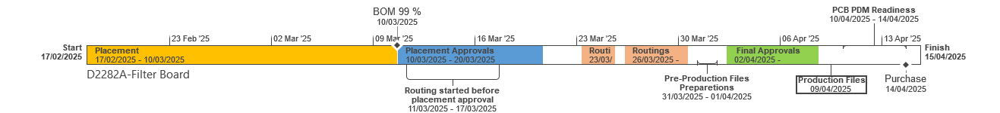 BOM 99 %
10/03/2025
PCB PDM Readiness
10/04/2025 - 14/04/2025
23 Feb '25
02 Mar '25
09 Mar '25
16 Mar '25
23 Mar '25
30 Mar '25
06 Apr '25
13 Apr '25
Start
17/02/2025
Placement
17/02/2025 - 10/03/2025
Placement Approvals
10/03/2025 - 20/03/2025
Routi
23/03/
Routings
26/03/2025 -
Final Approvals
02/04/2025 -
Finish
15/04/2025
D2282A-Filter Board
Routing started before
placement approval
11/03/2025 - 17/03/2025
Pre-Production Files
Preparetions
31/03/2025 - 01/04/2025
Production Files
09/04/2025
Purchase
14/04/2025